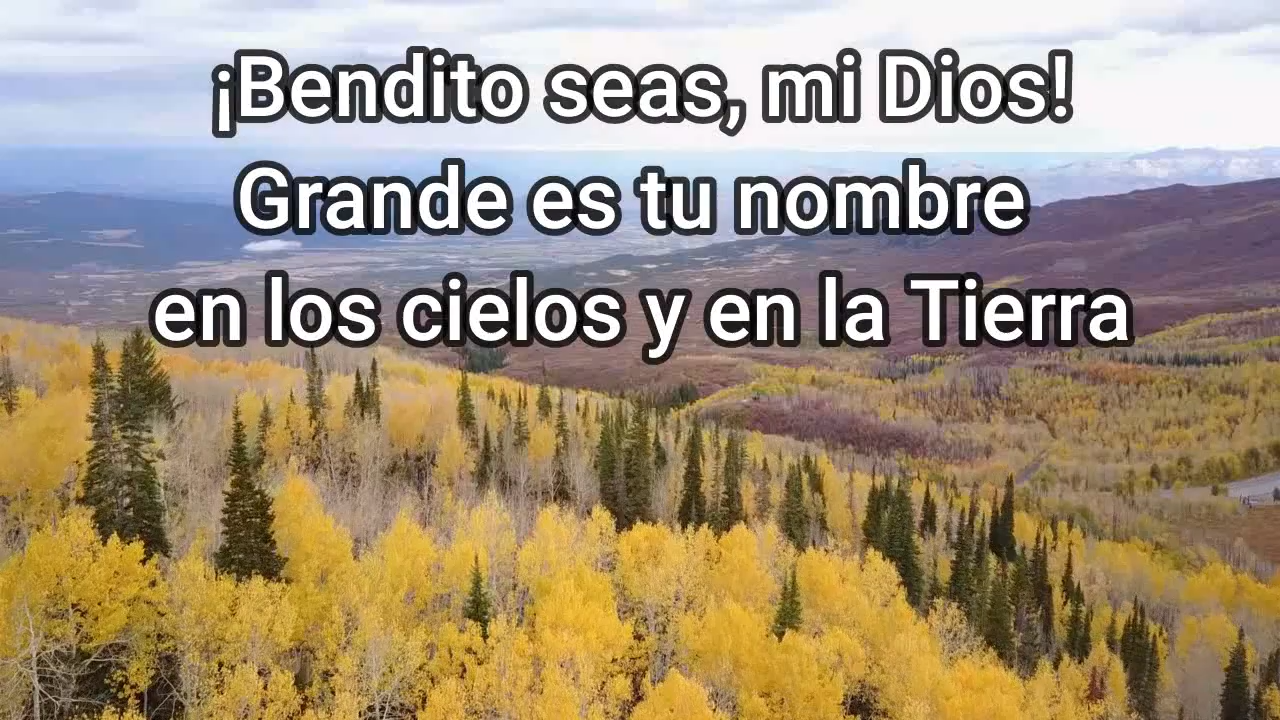 ¡Bendito seas, mi Dios!
Grande es tu nombre
en los cielos y en la Tierra